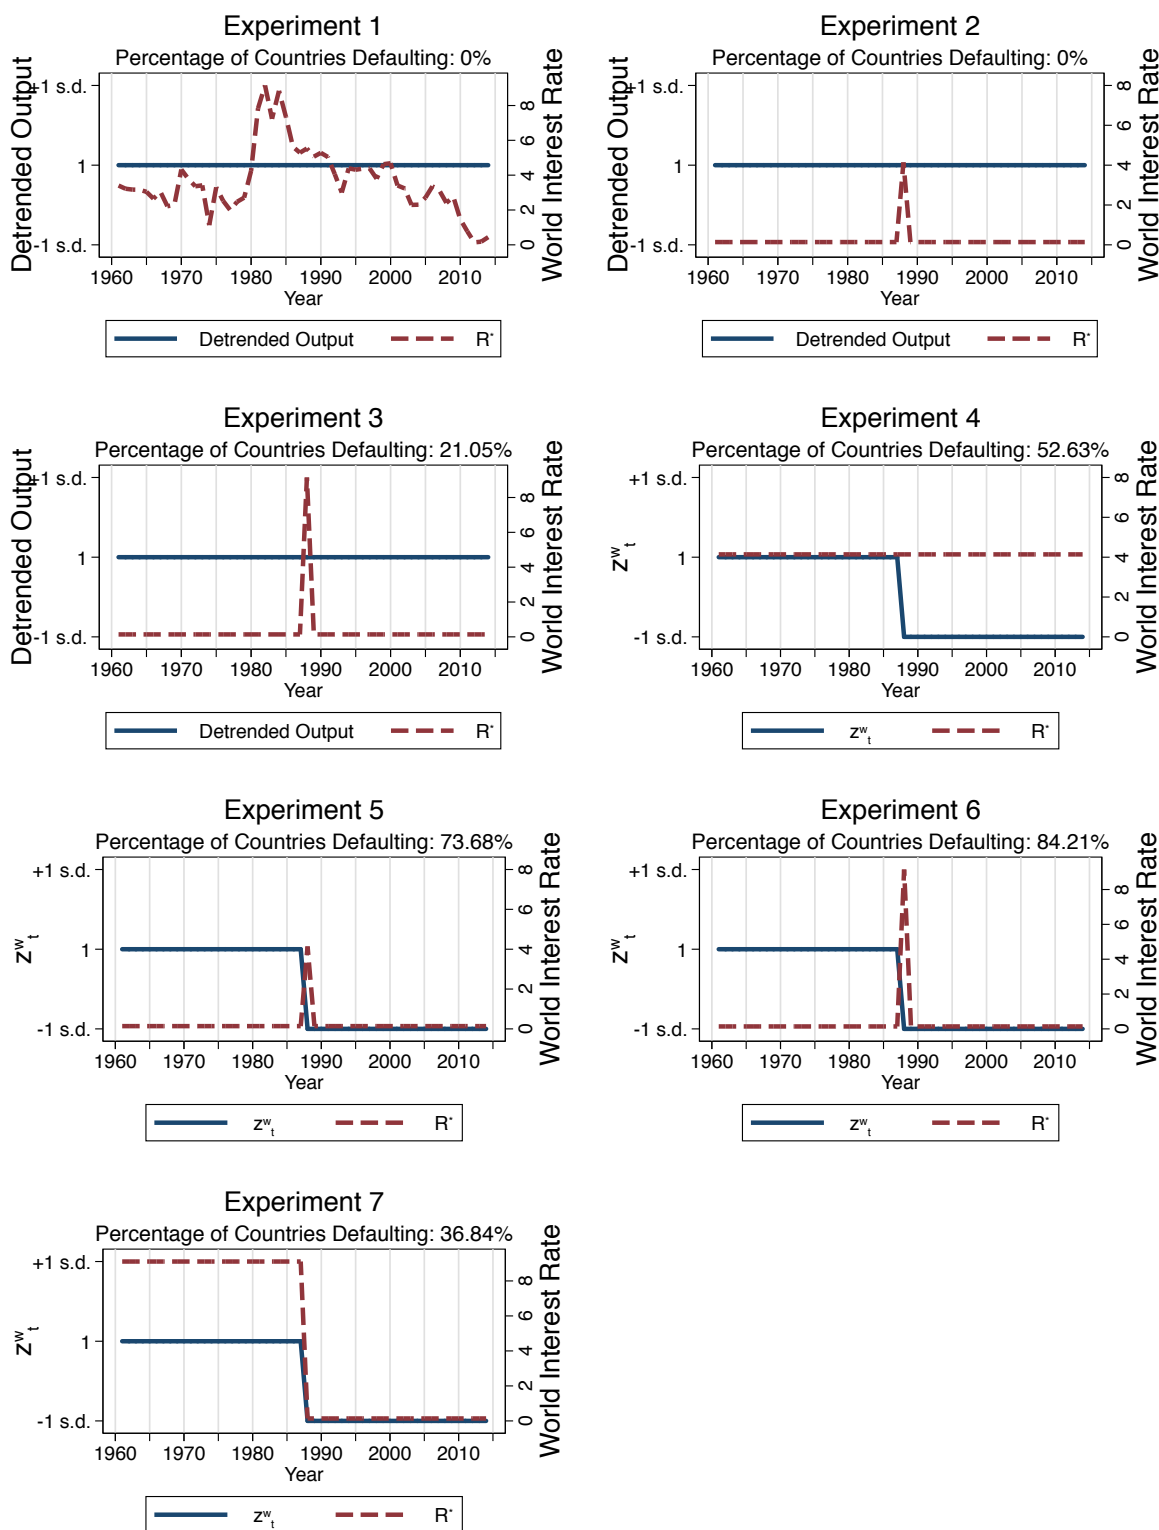 Experiment 1
Percentage of Countries Defaulting: 0%
Detrended Output
+1 s.d.
1
-1 s.d.
World Interest Rate
8
6
4
2
0
1960 1970 1980 1990 2000 2010
Year
Detrended Output R*
Experiment 2
Percentage of Countries Defaulting: 0%
Detrended Output
+1 s.d.
1
-1 s.d.
World Interest Rate
8
6
4
2
0
1960 1970 1980 1990 2000 2010
Year
Detrended Output R*
Experiment 3
Percentage of Countries Defaulting: 21.05%
Detrended Output
+1 s.d.
1
-1 s.d.
World Interest Rate
8
6
4
2
0
1960 1970 1980 1990 2000 2010
Year
Detrended Output R*
Experiment 4
Percentage of Countries Defaulting: 52.63%
z^w_t
+1 s.d.
1
-1 s.d.
World Interest Rate
8
6
4
2
0
1960 1970 1980 1990 2000 2010
Year
z^w_t R*
Experiment 5
Percentage of Countries Defaulting: 73.68%
z^w_t
+1 s.d.
1
-1 s.d.
World Interest Rate
8
6
4
2
0
1960 1970 1980 1990 2000 2010
Year
z^w_t R*
Experiment 6
Percentage of Countries Defaulting: 84.21%
z^w_t
+1 s.d.
1
-1 s.d.
World Interest Rate
8
6
4
2
0
1960 1970 1980 1990 2000 2010
Year
z^w_t R*
Experiment 7
Percentage of Countries Defaulting: 36.84%
z^w_t
+1 s.d.
1
-1 s.d.
World Interest Rate
8
6
4
2
0
1960 1970 1980 1990 2000 2010
Year
z^w_t R*